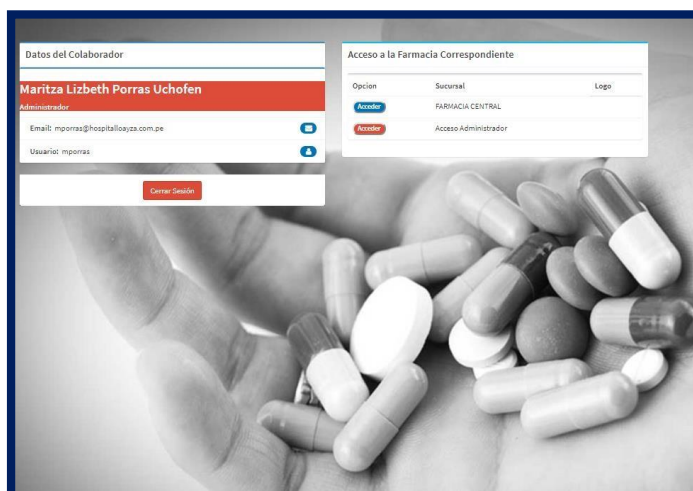 Datos del Colaborador
Maritza Lizbeth Porras Uchofen
Administrador
Email: mporras@hospitalloayza.com.pe
Usuario: mporras
Cerrar Sesión
Acceso a la Farmacia Correspondiente
Opcion Sucursal Logo
Acceder FARMACIA CENTRAL
Acceder Acceso Administrador